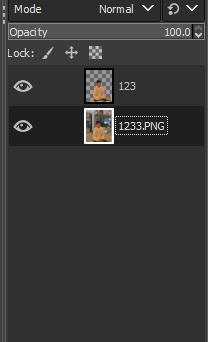 Mode Normal
Opacity 100.0
Lock:
123
1233.PNG